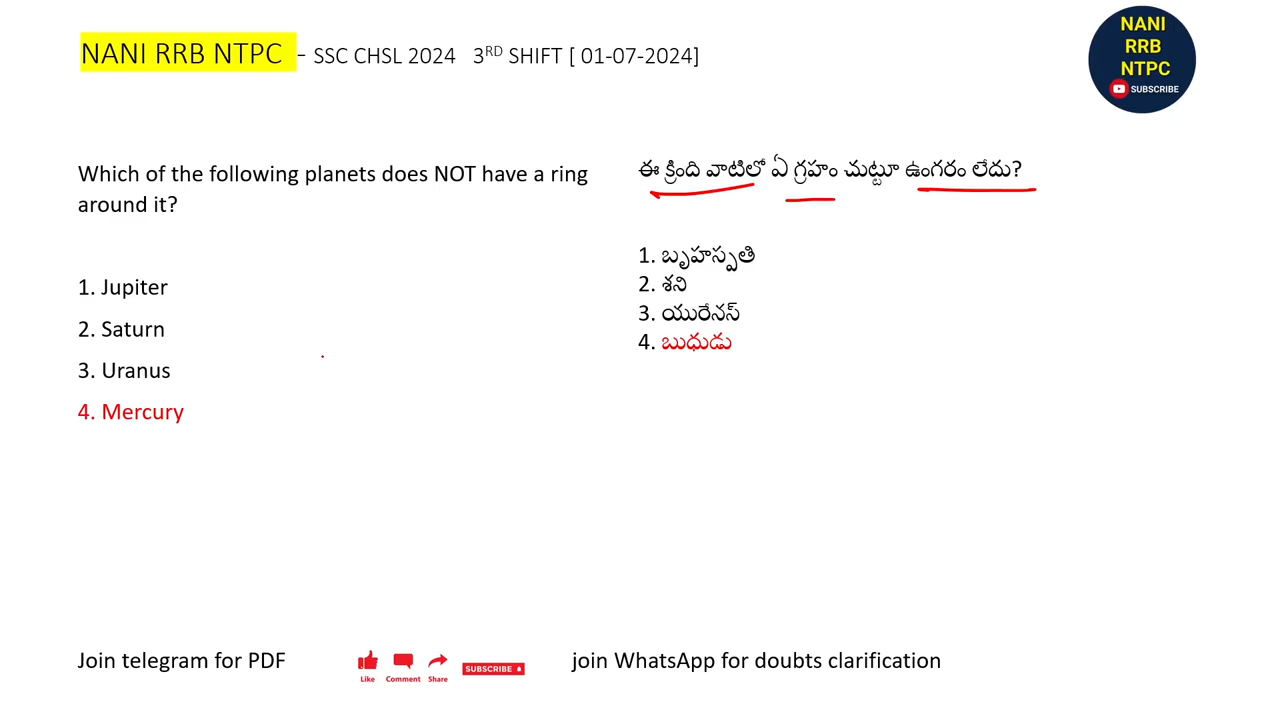 NANI RRB NTPC - SSC CHSL 2024 3RD SHIFT [ 01-07-2024]
NANI
RRB
NTPC
SUBSCRIBE
Which of the following planets does NOT have a ring
around it?
1. Jupiter
2. Saturn
3. Uranus
4. Mercury
ఈ క్రింది వాటిలో ఏ గ్రహం చుట్టూ ఉంగరం లేదు?
1. బృహస్పతి
2. శని
3. యురేనస్
4. బుధుడు
Join telegram for PDF
Like
Comment
Share
SUBSCRIBE
join WhatsApp for doubts clarification